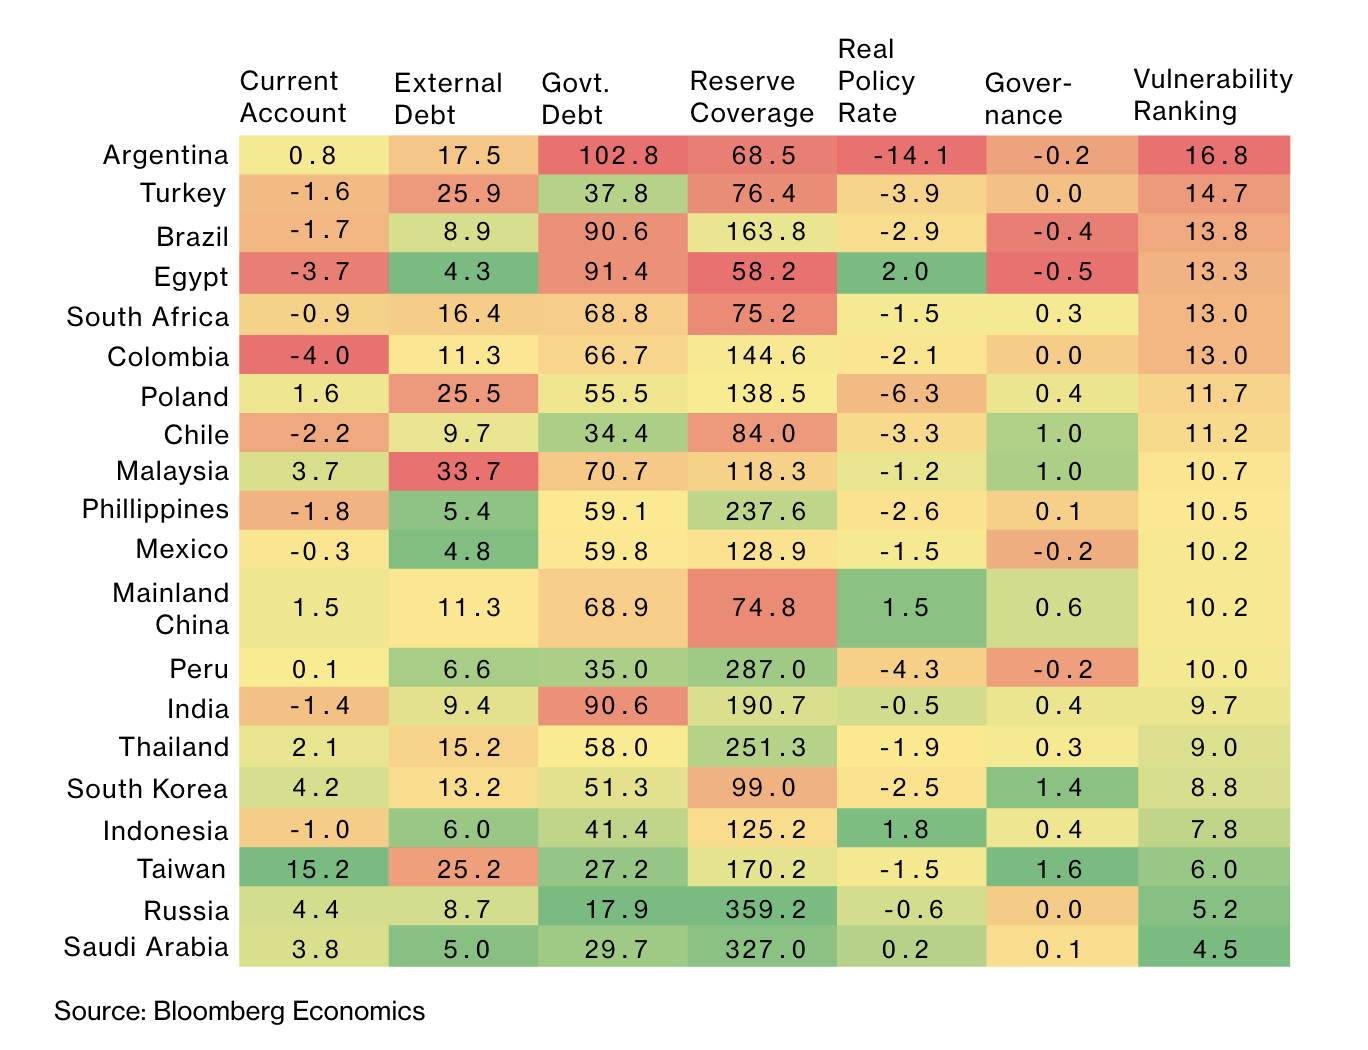 Current Account External Debt Govt. Debt Reserve Coverage Real Policy Rate Gover-nance Vulnerability Ranking
Argentina 0.8 17.5 102.8 68.5 -14.1 -0.2 16.8
Turkey -1.6 25.9 37.8 76.4 -3.9 0.0 14.7
Brazil -1.7 8.9 90.6 163.8 -2.9 -0.4 13.8
Egypt -3.7 4.3 91.4 58.2 2.0 -0.5 13.3
South Africa -0.9 16.4 68.8 75.2 -1.5 0.3 13.0
Colombia -4.0 11.3 66.7 144.6 -2.1 0.0 13.0
Poland 1.6 25.5 55.5 138.5 -6.3 0.4 11.7
Chile -2.2 9.7 34.4 84.0 -3.3 1.0 11.2
Malaysia 3.7 33.7 70.7 118.3 -1.2 1.0 10.7
Phillippines -1.8 5.4 59.1 237.6 -2.6 0.1 10.5
Mexico -0.3 4.8 59.8 128.9 -1.5 -0.2 10.2
Mainland China 1.5 11.3 68.9 74.8 1.5 0.6 10.2
Peru 0.1 6.6 35.0 287.0 -4.3 -0.2 10.0
India -1.4 9.4 90.6 190.7 -0.5 0.4 9.7
Thailand 2.1 15.2 58.0 251.3 -1.9 0.3 9.0
South Korea 4.2 13.2 51.3 99.0 -2.5 1.4 8.8
Indonesia -1.0 6.0 41.4 125.2 1.8 0.4 7.8
Taiwan 15.2 25.2 27.2 170.2 -1.5 1.6 6.0
Russia 4.4 8.7 17.9 359.2 -0.6 0.0 5.2
Saudi Arabia 3.8 5.0 29.7 327.0 0.2 0.1 4.5
Source: Bloomberg Economics